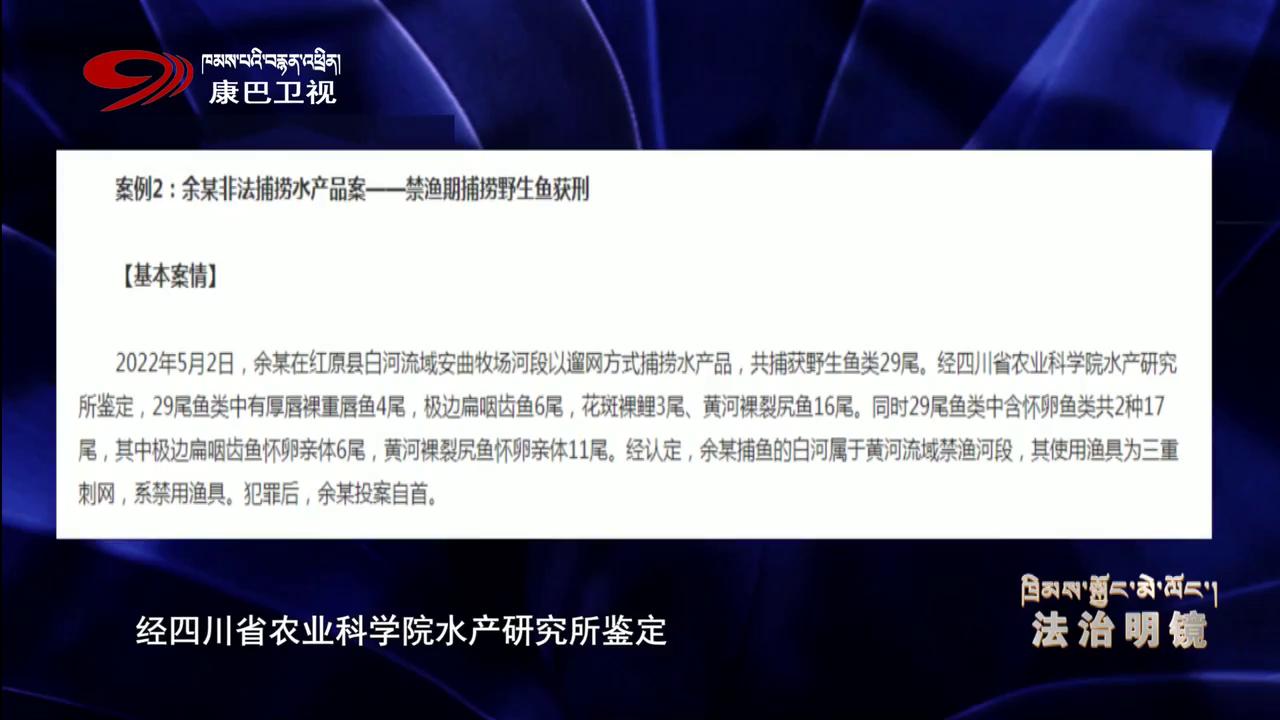 ཁམས་པའི་བརྙན་འཕྲིན།
康巴卫视
案例2：余某非法捕捞水产品案——禁渔期捕捞野生鱼获刑
【基本案情】
2022年5月2日，余某在红原县白河流域安曲牧场河段以遛网方式捕捞水产品，共捕获野生鱼类29尾。经四川省农业科学院水产研究
所鉴定，29尾鱼类中有厚唇裸重唇鱼4尾，极边扁咽齿鱼6尾，花斑裸鲤3尾、黄河裸裂尻鱼16尾。同时29尾鱼类中含怀卵鱼类共2种17
尾，其中极边扁咽齿鱼怀卵亲体6尾，黄河裸裂尻鱼怀卵亲体11尾。经认定，余某捕鱼的白河属于黄河流域禁渔河段，其使用渔具为三重
刺网，系禁用渔具。犯罪后，余某投案自首。
经四川省农业科学院水产研究所鉴定
ཁྲིམས་སྐྱོང་མེ་ལོང་།
法治明镜